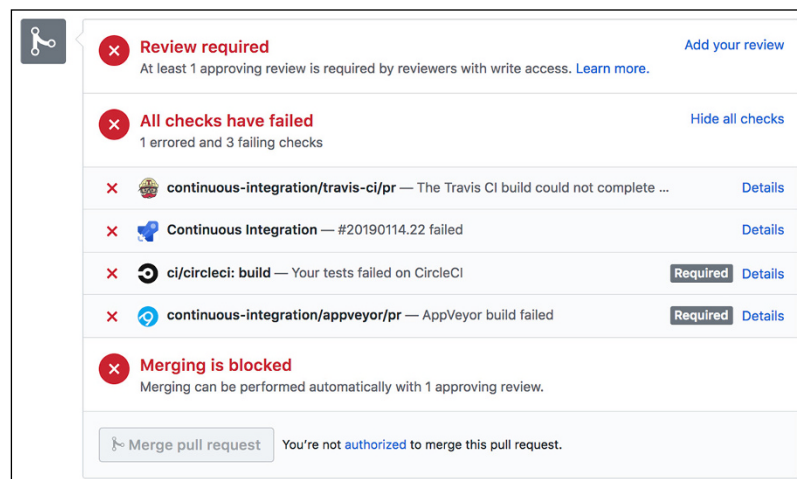 Review required
Add your review
At least 1 approving review is required by reviewers with write access. Learn more.
All checks have failed
Hide all checks
1 errored and 3 failing checks
continuous-integration/travis-ci/pr — The Travis CI build could not complete ...
Details
Continuous Integration — #20190114.22 failed
Details
ci/circleci: build — Your tests failed on CircleCI
Required
Details
continuous-integration/appveyor/pr — AppVeyor build failed
Required
Details
Merging is blocked
Merging can be performed automatically with 1 approving review.
Merge pull request
You're not authorized to merge this pull request.